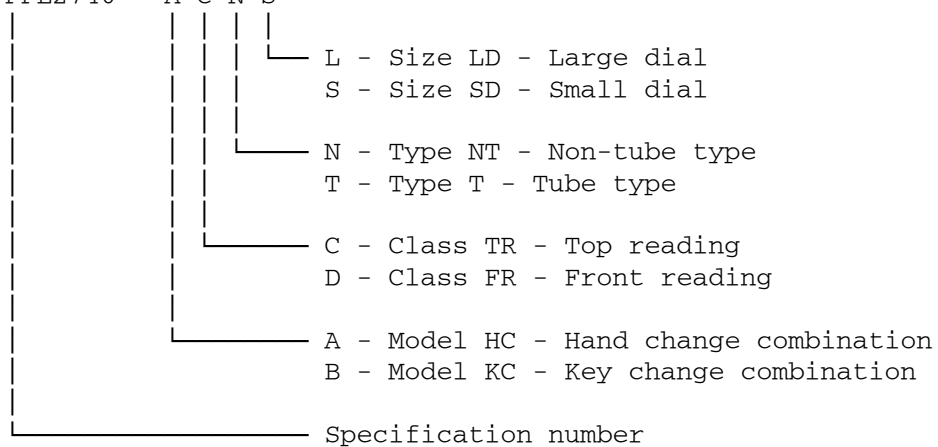 L - Size LD - Large dial
S - Size SD - Small dial
N - Type NT - Non-tube type
T - Type T - Tube type
C - Class TR - Top reading
D - Class FR - Front reading
A - Model HC - Hand change combination
B - Model KC - Key change combination
Specification number